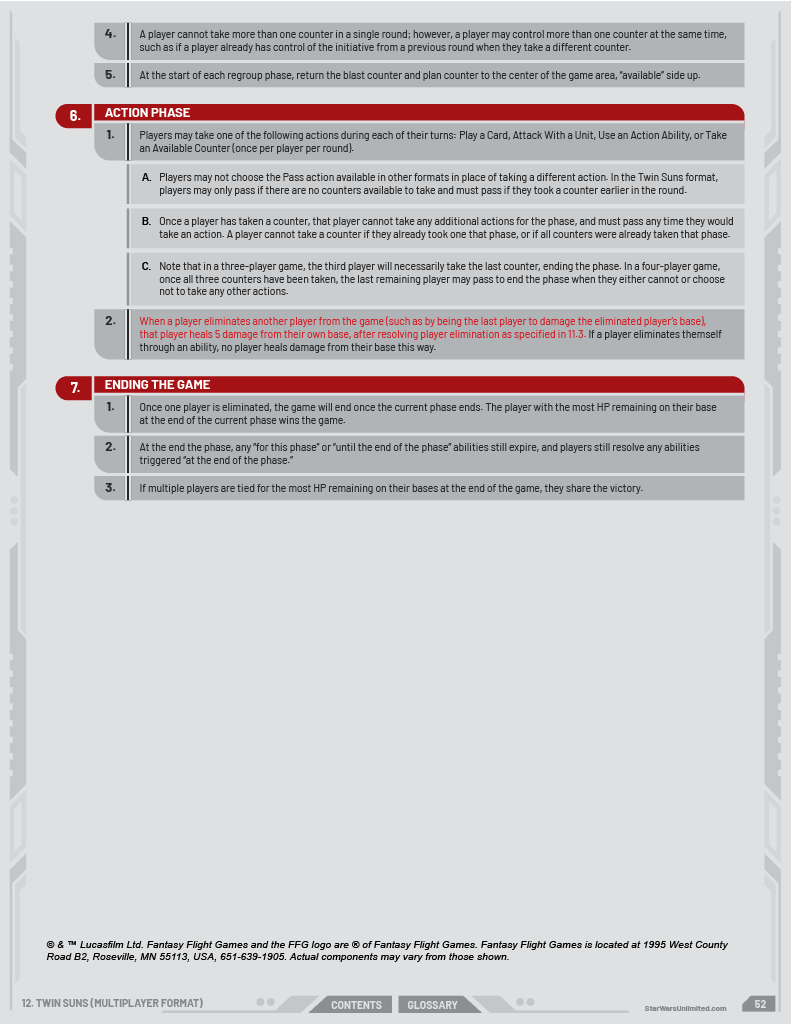 4. A player cannot take more than one counter in a single round; however, a player may control more than one counter at the same time,
such as if a player already has control of the initiative from a previous round when they take a different counter.
5. At the start of each regroup phase, return the blast counter and plan counter to the center of the game area, “available” side up.
6. ACTION PHASE
1. Players may take one of the following actions during each of their turns: Play a Card, Attack With a Unit, Use an Action Ability, or Take
an Available Counter (once per player per round).
A. Players may not choose the Pass action available in other formats in place of taking a different action. In the Twin Suns format,
players may only pass if there are no counters available to take and must pass if they took a counter earlier in the round.
B. Once a player has taken a counter, that player cannot take any additional actions for the phase, and must pass any time they would
take an action. A player cannot take a counter if they already took one that phase, or if all counters were already taken that phase.
C. Note that in a three-player game, the third player will necessarily take the last counter, ending the phase. In a four-player game,
once all three counters have been taken, the last remaining player may pass to end the phase when they either cannot or choose
not to take any other actions.
2. When a player eliminates another player from the game (such as by being the last player to damage the eliminated player’s base),
that player heals 5 damage from their own base, after resolving player elimination as specified in 11.3. If a player eliminates themself
through an ability, no player heals damage from their base this way.
7. ENDING THE GAME
1. Once one player is eliminated, the game will end once the current phase ends. The player with the most HP remaining on their base
at the end of the current phase wins the game.
2. At the end the phase, any “for this phase” or “until the end of the phase” abilities still expire, and players still resolve any abilities
triggered “at the end of the phase.”
3. If multiple players are tied for the most HP remaining on their bases at the end of the game, they share the victory.
® & ™ Lucasfilm Ltd. Fantasy Flight Games and the FFG logo are ® of Fantasy Flight Games. Fantasy Flight Games is located at 1995 West County
Road B2, Roseville, MN 55113, USA, 651-639-1905. Actual components may vary from those shown.
12. TWIN SUNS (MULTIPLAYER FORMAT)
CONTENTS
GLOSSARY
StarWarsUnlimited.com
52